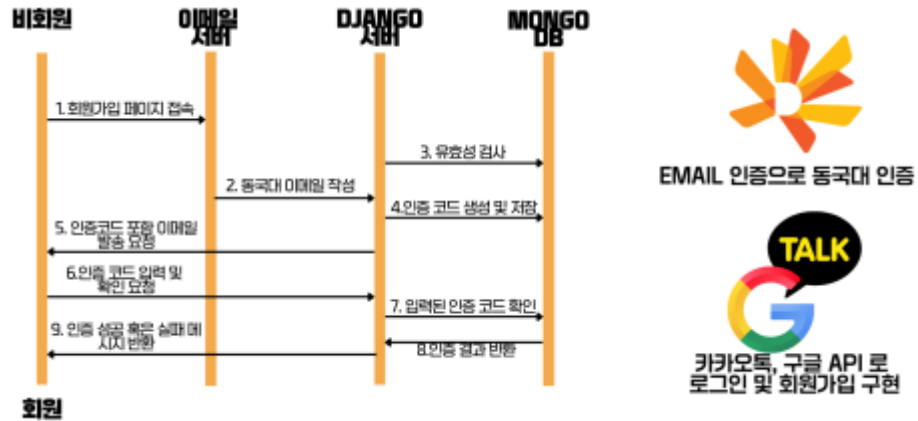 비회원
이메일
서버
DJANGO
서버
MONGO
DB
1. 회원가입 페이지 접속
3. 유효성 검사
2. 동국대 이메일 작성
4.인증 코드 생성 및 저장
5. 인증코드 포함 이메일
발송 요청
6.인증 코드 입력 및
확인 요청
7. 입력된 인증 코드 확인
9. 인증 성공 혹은 실패 메
시지 반환
8.인증 결과 반환
회원
EMAIL 인증으로 동국대 인증
TALK
카카오톡, 구글 API 로
로그인 및 회원가입 구현